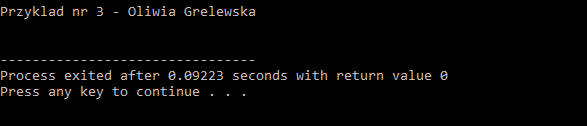 Przyklad nr 3 - Oliwia Grelewska
--------------------------------
Process exited after 0.09223 seconds with return value 0
Press any key to continue . . .